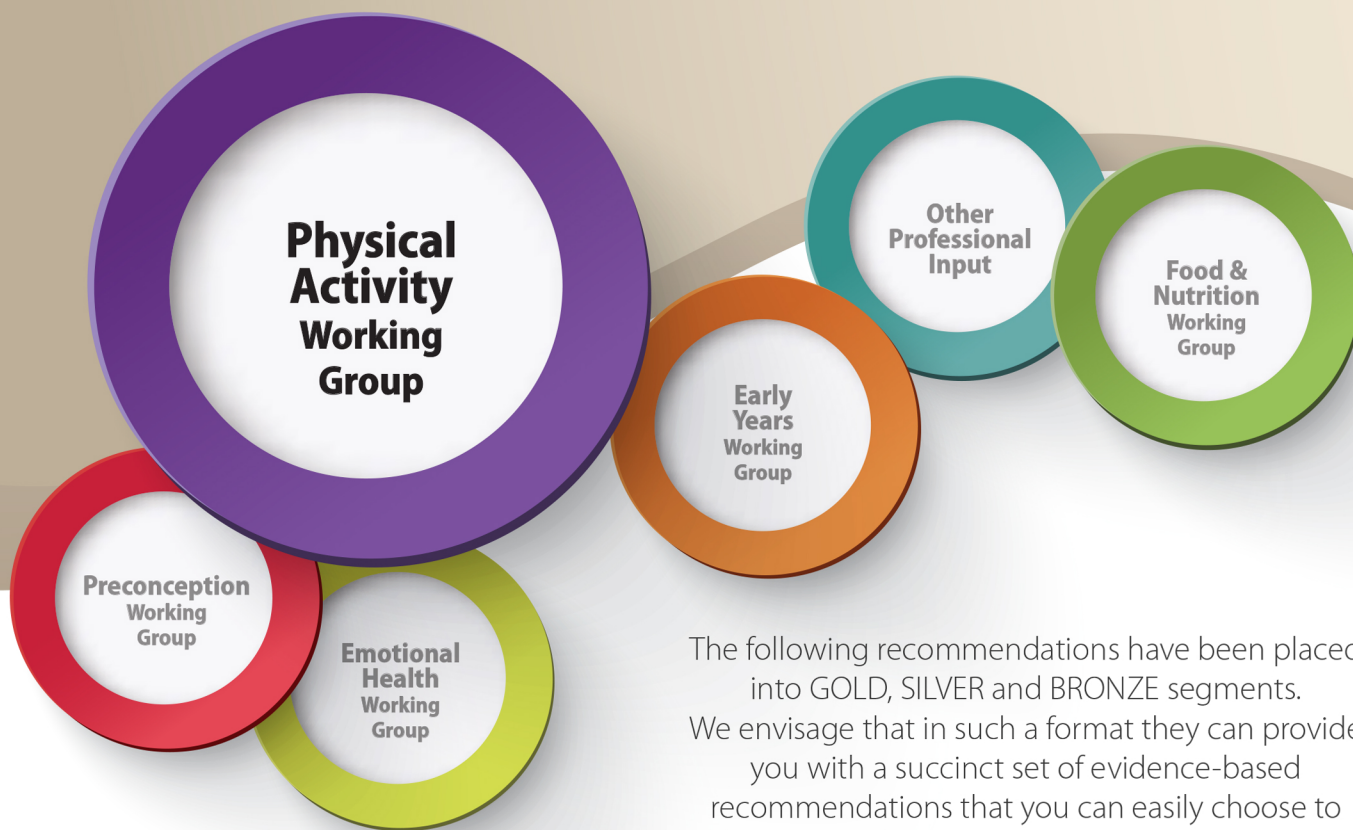 Physical
Activity
Working
Group
Other
Professional
Input
Food &
Nutrition
Working
Group
Early
Years
Working
Group
Preconception
Working
Group
Emotional
Health
Working
Group
The following recommendations have been placed
into GOLD, SILVER and BRONZE segments.
We envisage that in such a format they can provide
you with a succinct set of evidence-based
recommendations that you can easily choose to